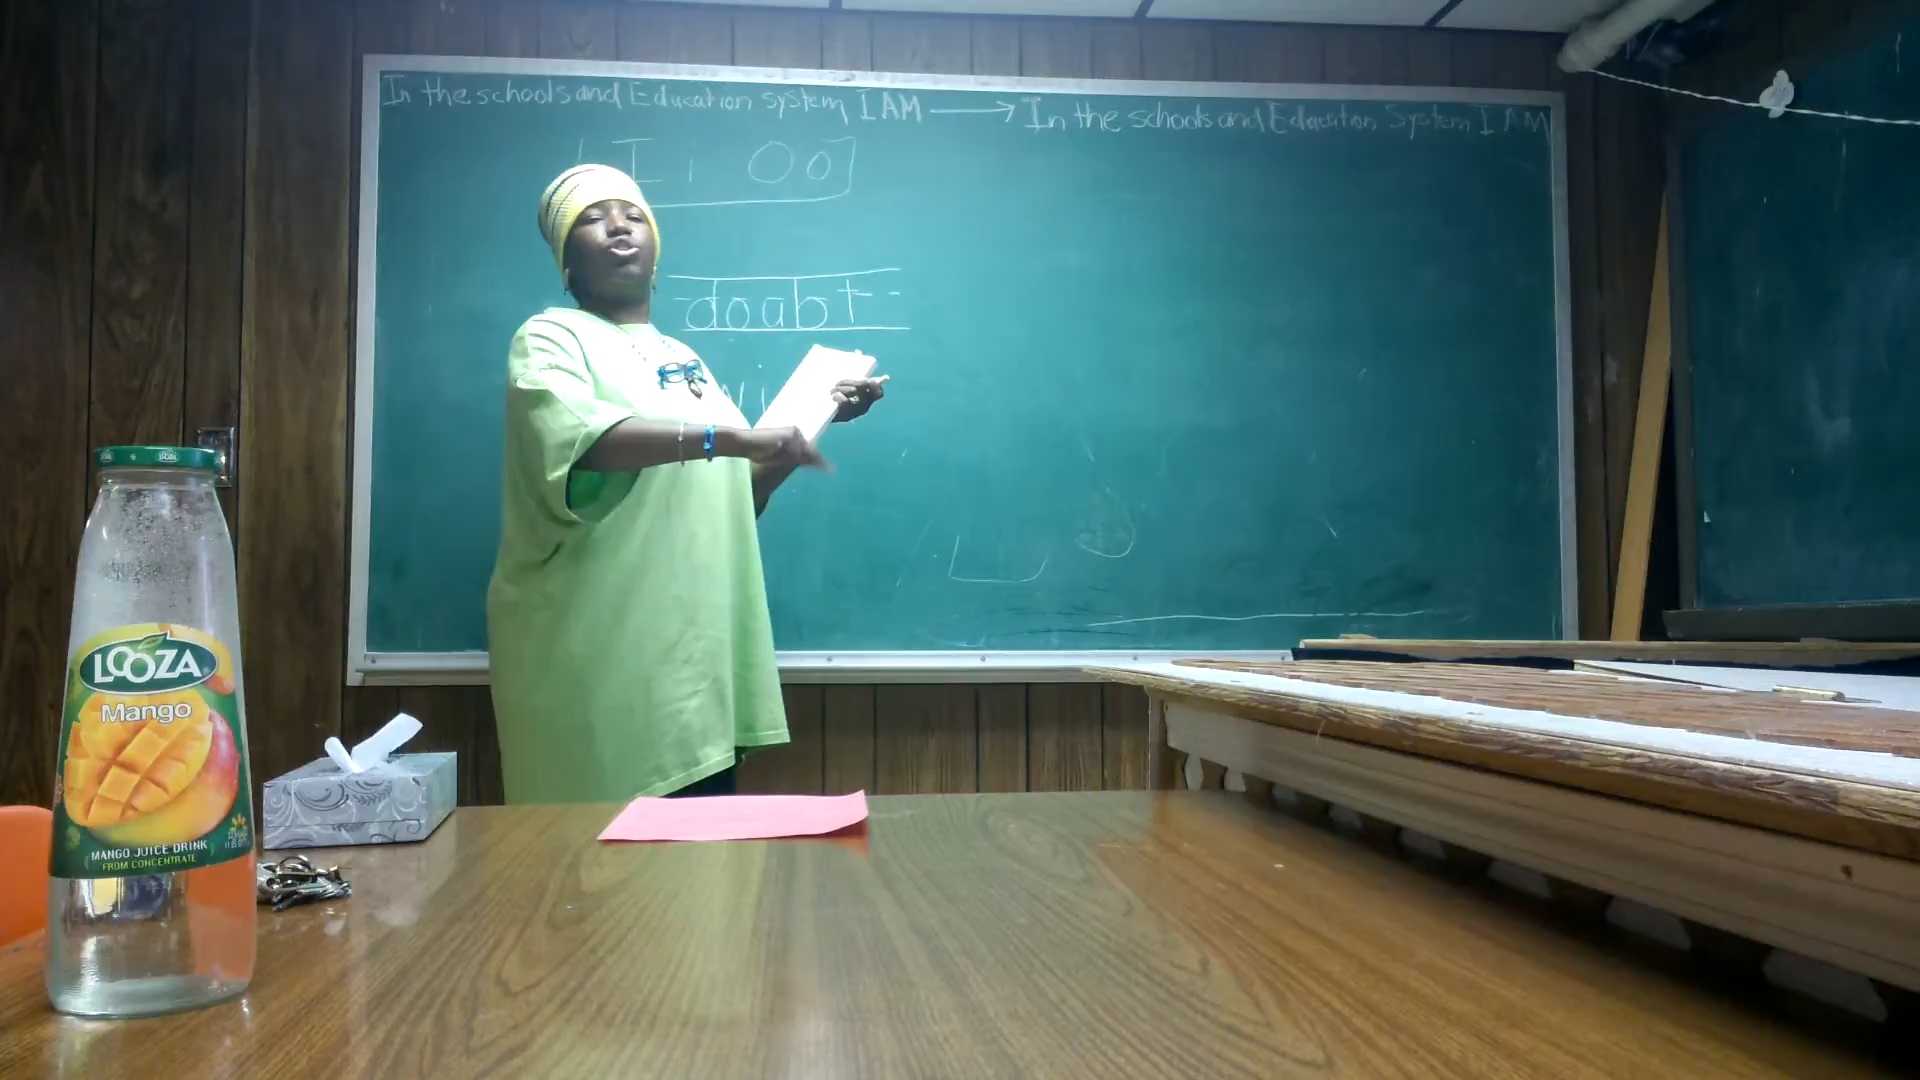 In the schools and Education system I AM → In the schools and Education System I AM
I i O o
doubt
LOOZA
Mango
MANGO JUICE DRINK
FROM CONCENTRATE